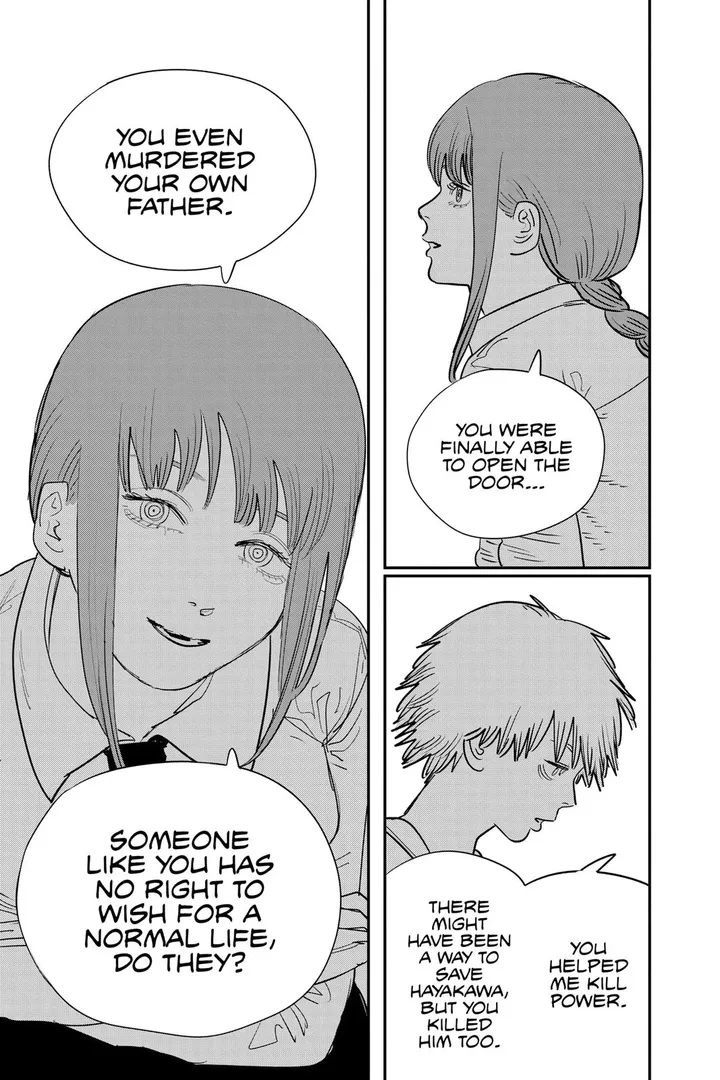 YOU WERE
FINALLY ABLE
TO OPEN THE
DOOR...
YOU
HELPED
ME KILL
POWER.
THERE
MIGHT
HAVE BEEN
A WAY TO
SAVE
HAYAKAWA,
BUT YOU
KILLED
HIM TOO.
YOU EVEN
MURDERED
YOUR OWN
FATHER.
SOMEONE
LIKE YOU HAS
NO RIGHT TO
WISH FOR A
NORMAL LIFE,
DO THEY?